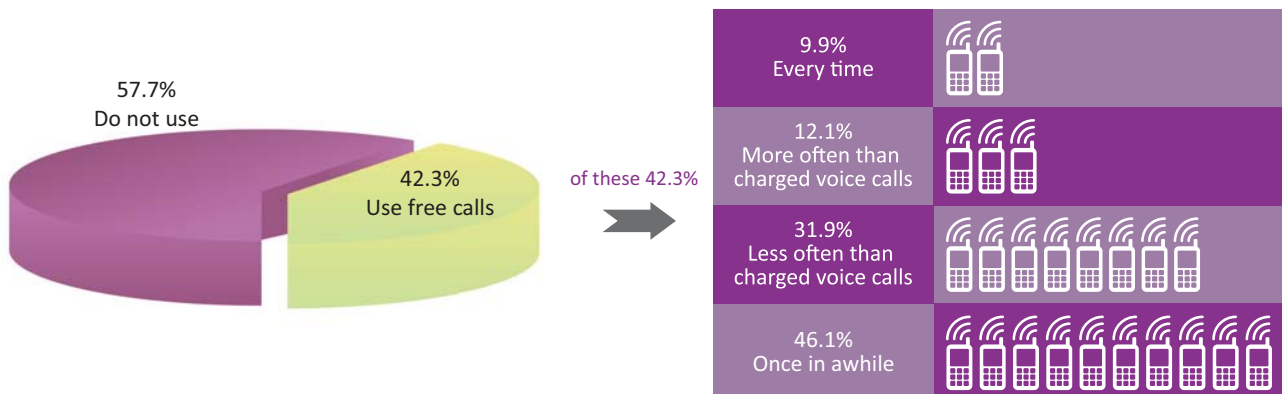 57.7%
Do not use
42.3%
Use free calls
of these 42.3%
9.9%
Every time
12.1%
More often than
charged voice calls
31.9%
Less often than
charged voice calls
46.1%
Once in awhile